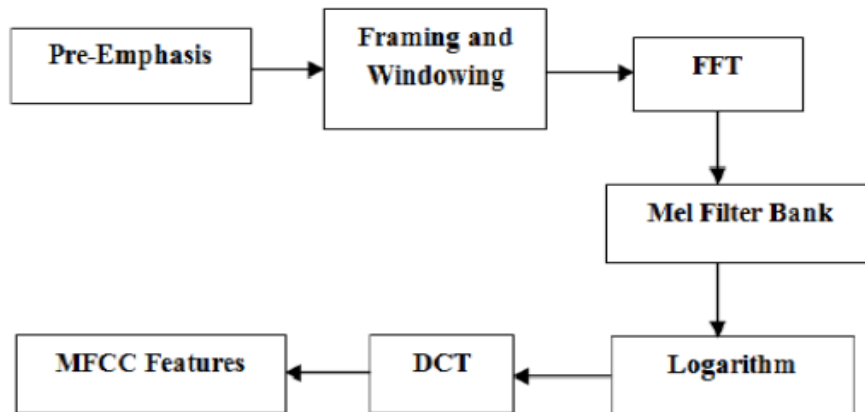 Pre-Emphasis
Framing and
Windowing
FFT
Mel Filter Bank
Logarithm
DCT
MFCC Features